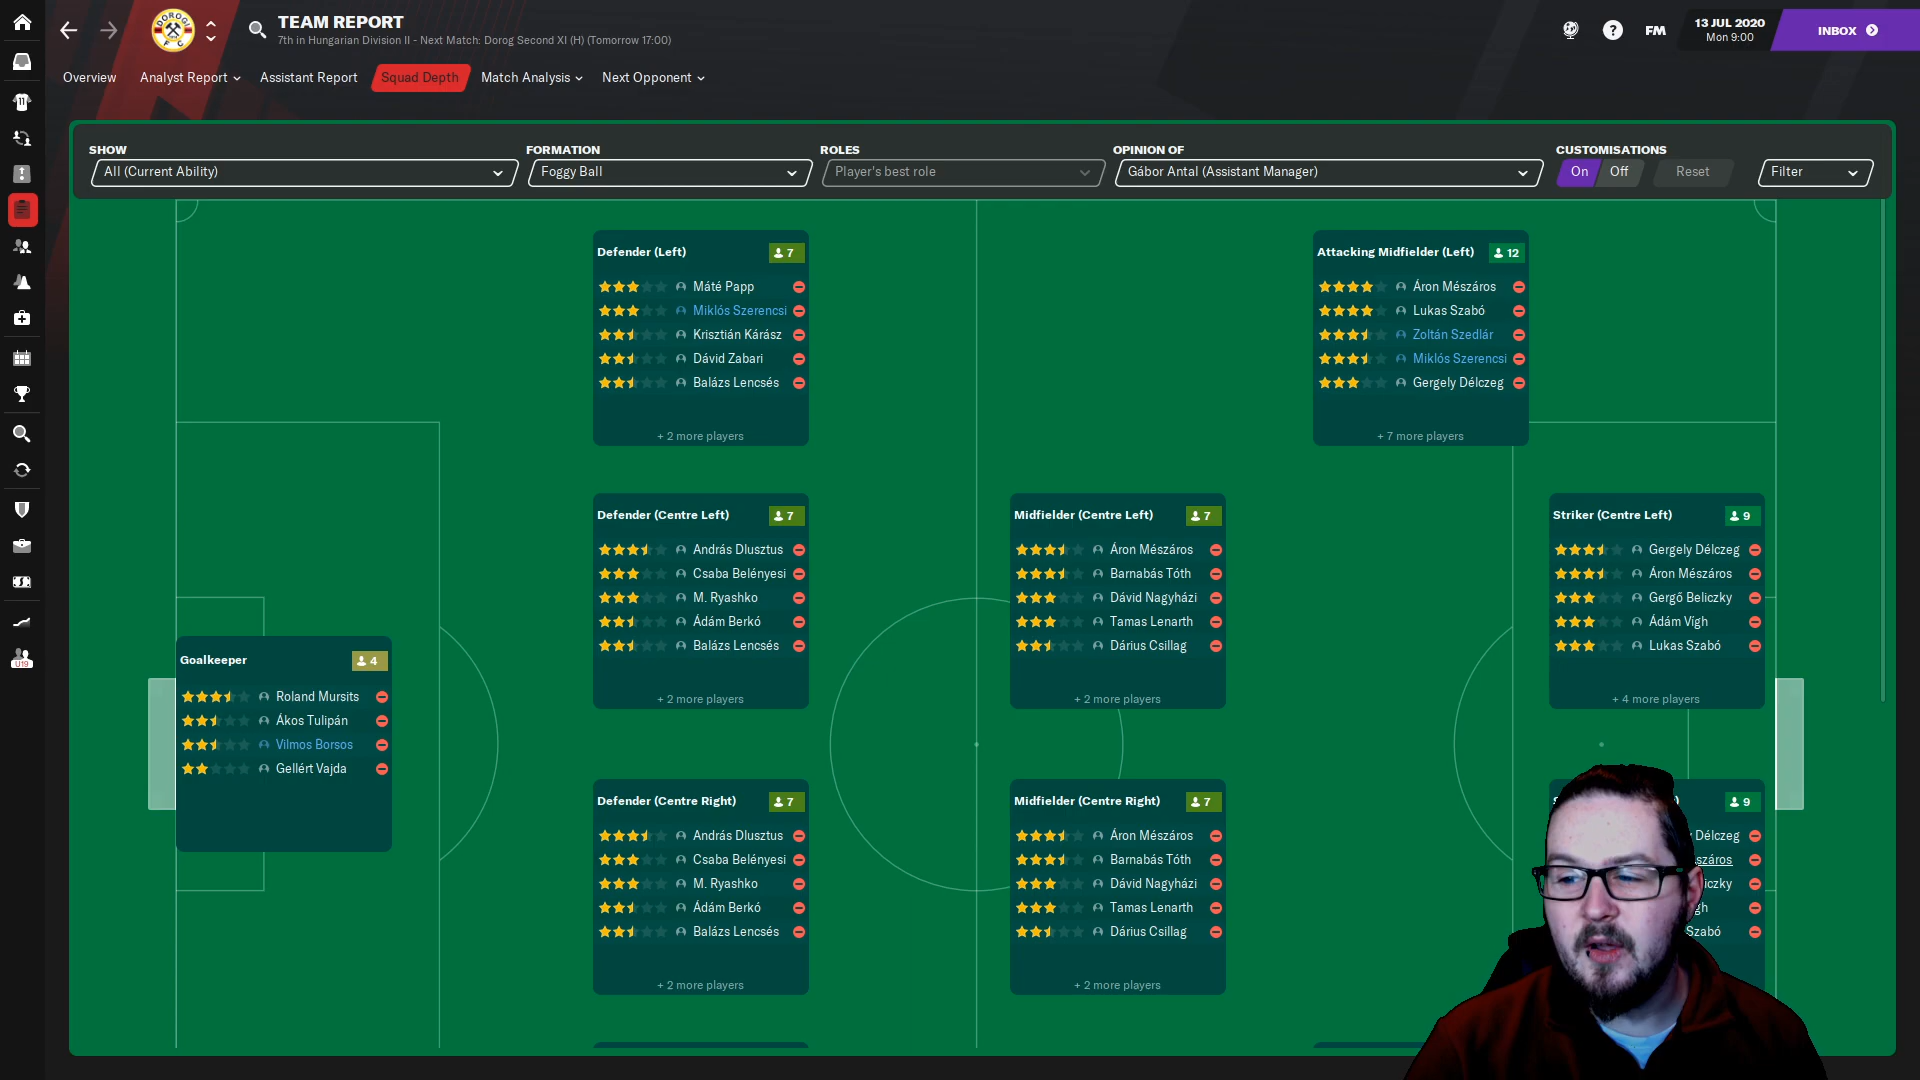 DOROGI
F C
TEAM REPORT
7th in Hungarian Division II - Next Match: Dorog Second XI (H) (Tomorrow 17:00)
FM
13 JUL 2020
Mon 9:00
INBOX
Overview
Analyst Report
Assistant Report
Squad Depth
Match Analysis
Next Opponent
SHOW
All (Current Ability)
FORMATION
Foggy Ball
ROLES
Player's best role
OPINION OF
Gábor Antal (Assistant Manager)
CUSTOMISATIONS
On
Off
Reset
Filter
U19
Goalkeeper
4
Roland Mursits
Ákos Tulipán
Vilmos Borsos
Gellért Vajda
Defender (Left)
7
Máté Papp
Miklós Szerencsi
Krisztián Kárász
Dávid Zabari
Balázs Lencsés
+ 2 more players
Defender (Centre Left)
7
András Dlusztus
Csaba Belényesi
M. Ryashko
Ádám Berkó
Balázs Lencsés
+ 2 more players
Defender (Centre Right)
7
András Dlusztus
Csaba Belényesi
M. Ryashko
Ádám Berkó
Balázs Lencsés
+ 2 more players
Midfielder (Centre Left)
7
Áron Mészáros
Barnabás Tóth
Dávid Nagyházi
Tamas Lenarth
Dárius Csillag
+ 2 more players
Midfielder (Centre Right)
7
Áron Mészáros
Barnabás Tóth
Dávid Nagyházi
Tamas Lenarth
Dárius Csillag
+ 2 more players
Attacking Midfielder (Left)
12
Áron Mészáros
Lukas Szabó
Zoltán Szedlár
Miklós Szerencsi
Gergely Délczeg
+ 7 more players
Striker (Centre Left)
9
Gergely Délczeg
Áron Mészáros
Gergő Beliczky
Ádám Vígh
Lukas Szabó
+ 4 more players
9
Délczeg
Szabó